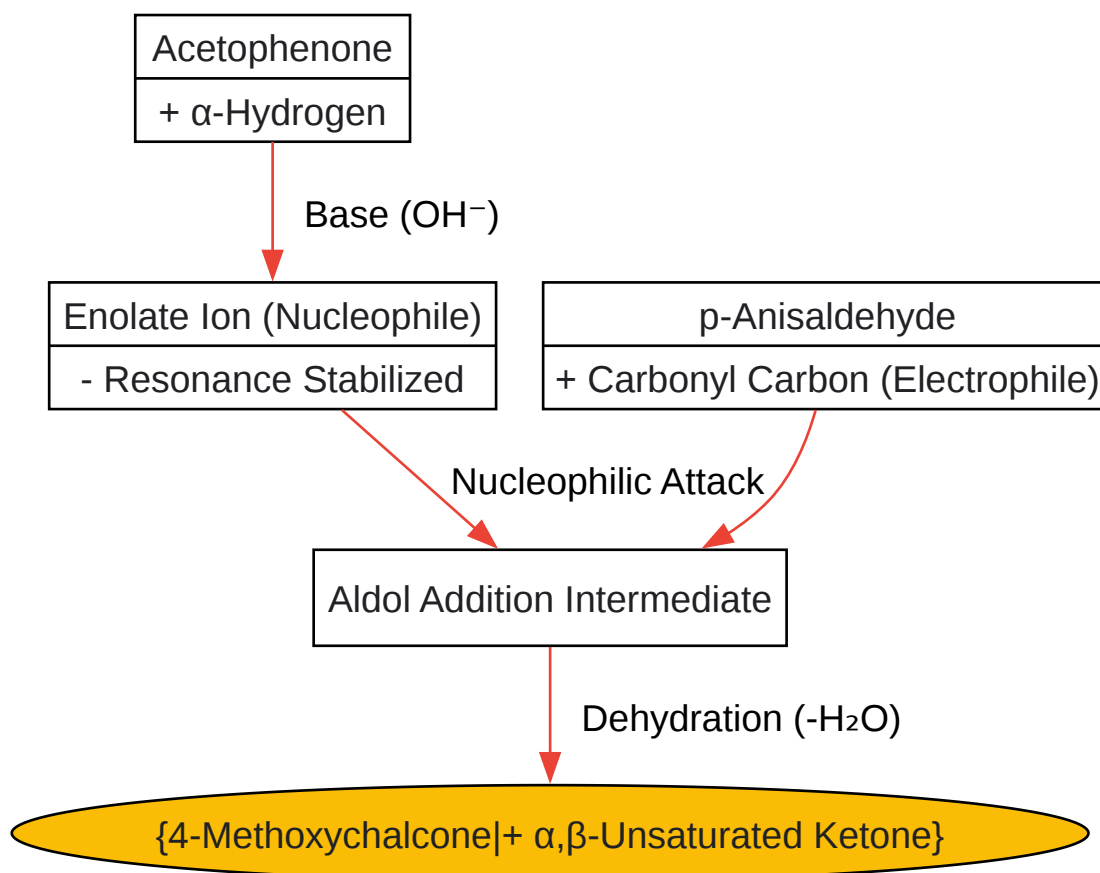 Acetophenone
+ α-Hydrogen
Base (OH⁻)
Enolate Ion (Nucleophile)
- Resonance Stabilized
p-Anisaldehyde
+ Carbonyl Carbon (Electrophile)
Nucleophilic Attack
Aldol Addition Intermediate
Dehydration (-H₂O)
{4-Methoxychalcone|+ α,β-Unsaturated Ketone}